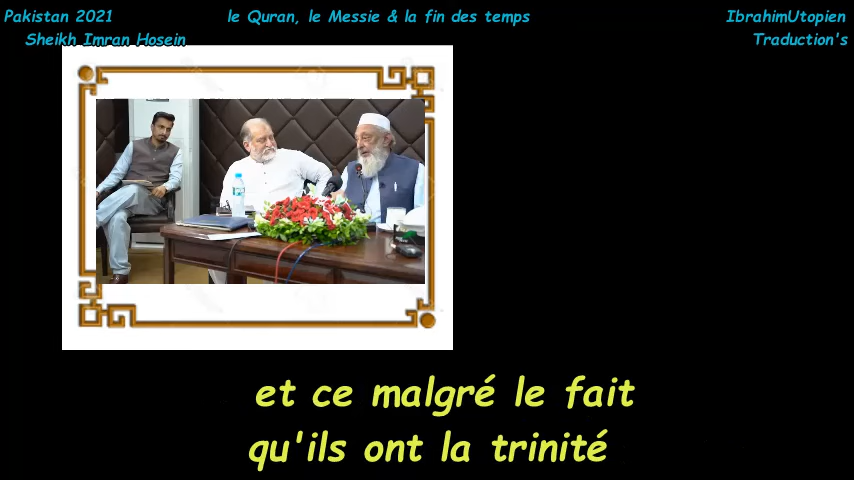 Pakistan 2021 le Quran, le Messie & la fin des temps IbrahimUtopien
Sheikh Imran Hosein Traduction's
et ce malgré le fait
qu'ils ont la trinité